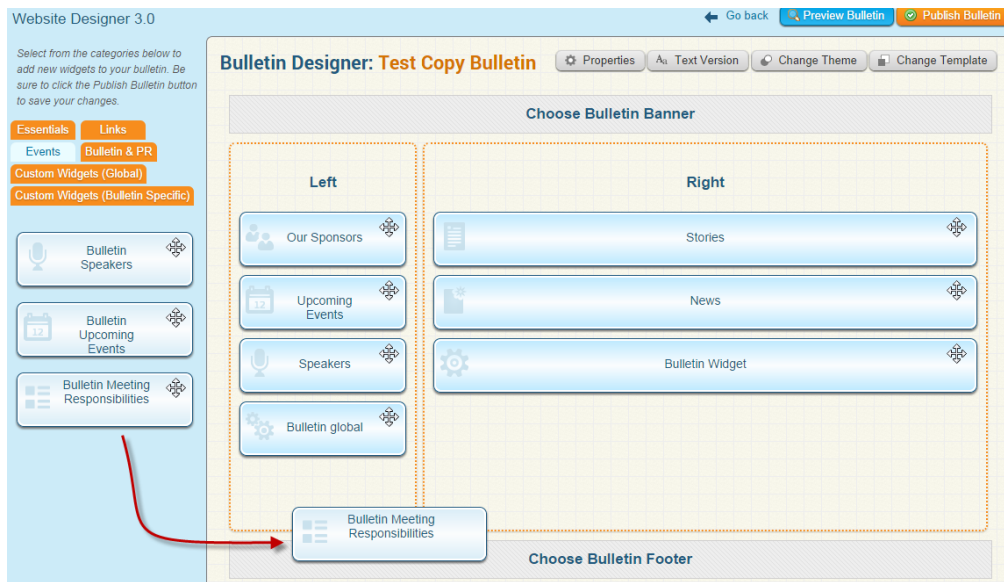 Website Designer 3.0
Go back
Preview Bulletin
Publish Bulletin
Select from the categories below to
add new widgets to your bulletin. Be
sure to click the Publish Bulletin button
to save your changes.
Essentials
Links
Events
Bulletin & PR
Custom Widgets (Global)
Custom Widgets (Bulletin Specific)
Bulletin
Speakers
12
Bulletin
Upcoming
Events
Bulletin Meeting
Responsibilities
Bulletin Designer: Test Copy Bulletin
Properties
Aa Text Version
Change Theme
Change Template
Choose Bulletin Banner
Left
Our Sponsors
12
Upcoming
Events
Speakers
Bulletin global
Right
Stories
News
Bulletin Widget
Bulletin Meeting
Responsibilities
Choose Bulletin Footer